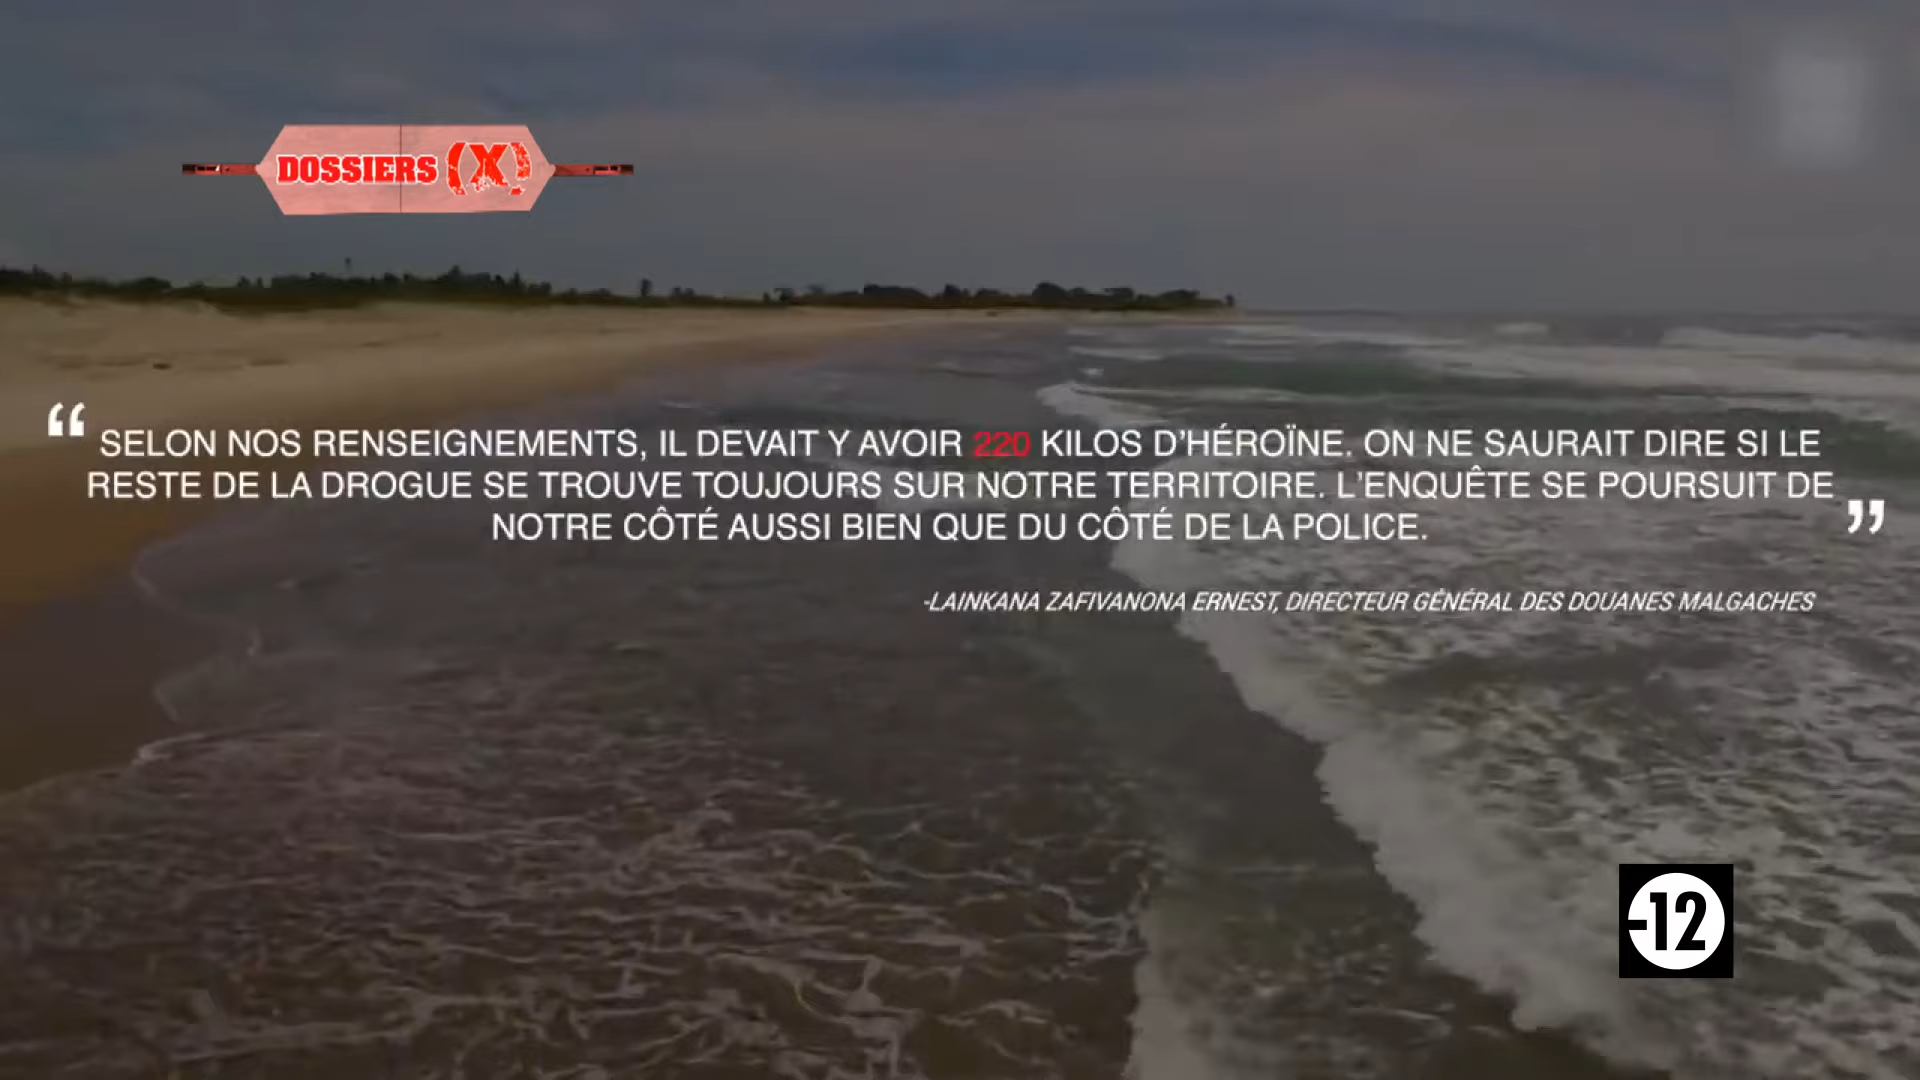 DOSSIERS (X)
“ SELON NOS RENSEIGNEMENTS, IL DEVAIT Y AVOIR 220 KILOS D’HÉROÏNE. ON NE SAURAIT DIRE SI LE
RESTE DE LA DROGUE SE TROUVE TOUJOURS SUR NOTRE TERRITOIRE. L’ENQUÊTE SE POURSUIT DE
NOTRE CÔTÉ AUSSI BIEN QUE DU CÔTÉ DE LA POLICE. ”
-LAINKANA ZAFIVANONA ERNEST, DIRECTEUR GÉNÉRAL DES DOUANES MALGACHES
-12